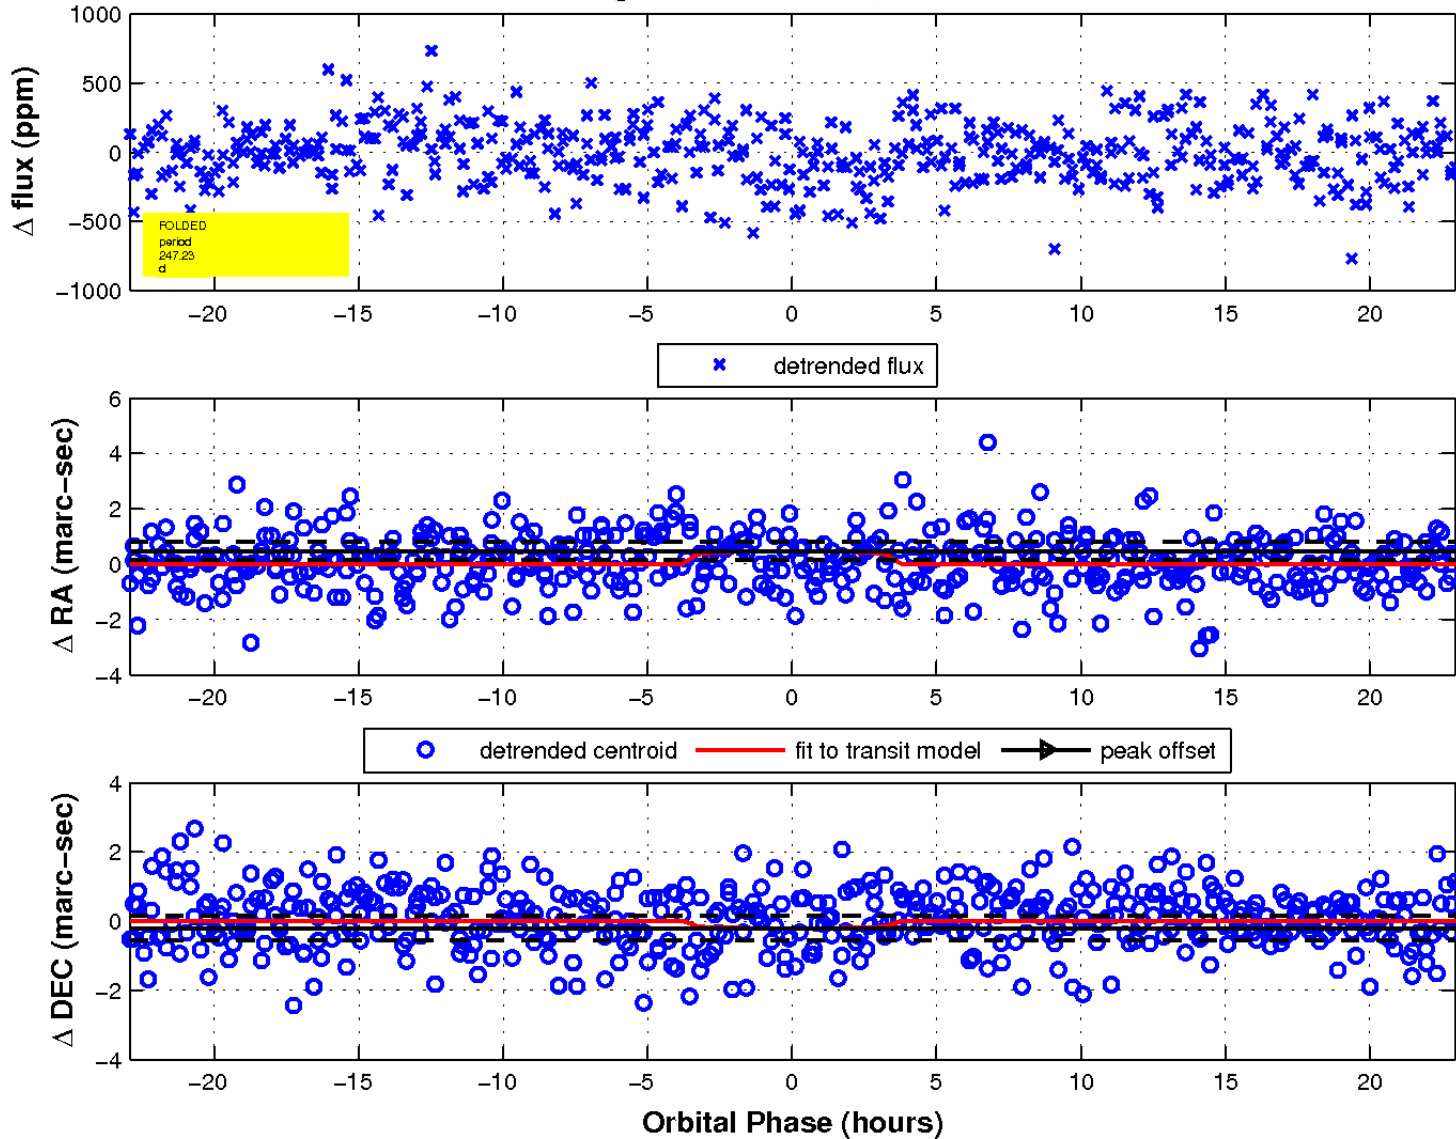 1000
500
0
−500
−1000
Δ flux (ppm)
FOLDED
period
247.23
d
−20 −15 −10 −5 0 5 10 15 20
detrended flux
6
4
2
0
−2
−4
Δ RA (marc−sec)
−20 −15 −10 −5 0 5 10 15 20
detrended centroid fit to transit model peak offset
4
2
0
−2
−4
Δ DEC (marc−sec)
−20 −15 −10 −5 0 5 10 15 20
Orbital Phase (hours)